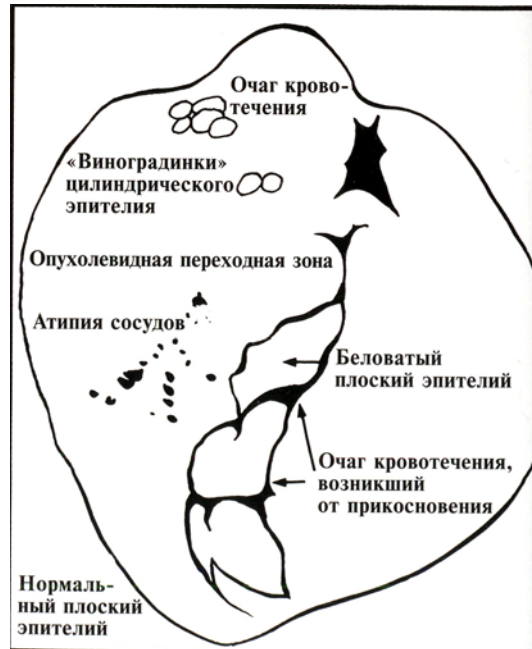 Очаг крово-
течения
«Виноградинки»
цилиндрического
эпителия
Опухолевидная переходная зона
Атипия сосудов
Беловатый
плоский эпителий
Очаг кровотечения,
возникший
от прикосновения
Нормаль-
ный плоский
эпителий